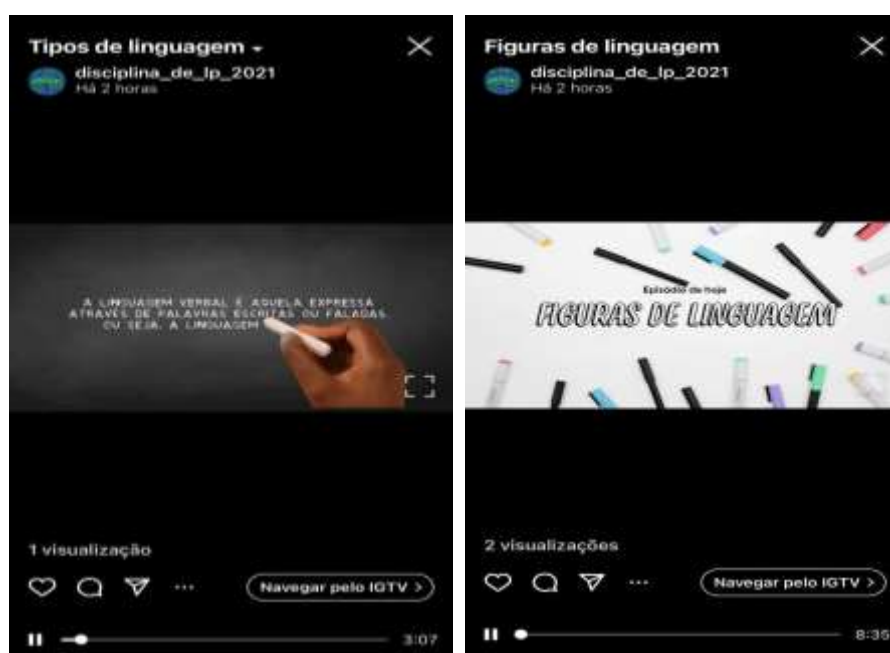 Tipos de linguagem
disciplina_de_lp_2021
Há 2 horas
A LINGUAGEM VERBAL É AQUELA EXPRESSA
ATRAVÉS DE PALAVRAS ESCRITAS OU FALADAS.
OU SEJA, A LINGUAGEM
1 visualização
Navegar pelo IGTV >
3:07
Figuras de linguagem
disciplina_de_lp_2021
Há 2 horas
Episódio de hoje
FIGURAS DE LINGUAGEM
2 visualizações
Navegar pelo IGTV >
8:35